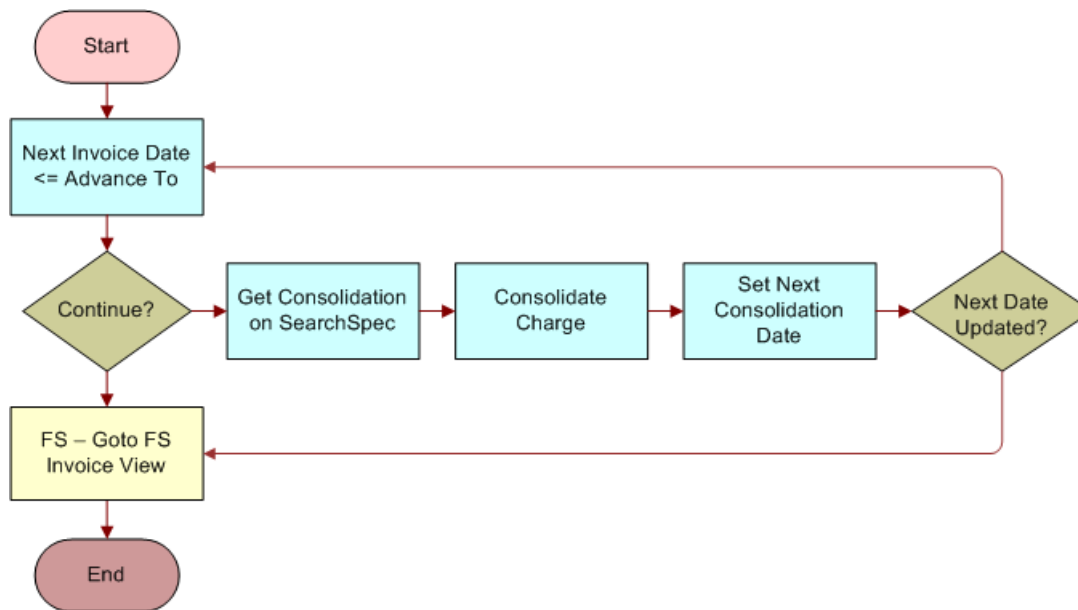 Start
Next Invoice Date
<= Advance To
Continue?
Get Consolidation
on SearchSpec
Consolidate
Charge
Set Next
Consolidation
Date
Next Date
Updated?
FS – Goto FS
Invoice View
End